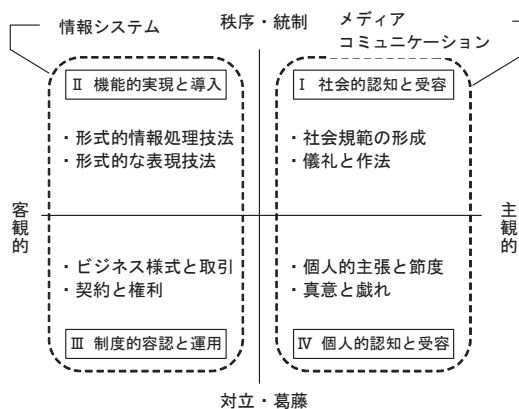 情報システム
秩序・統制
メディア
コミュニケーション
Ⅱ 機能的実現と導入
Ⅰ 社会的認知と受容
・形式的情報処理技法
・形式的な表現技法
・社会規範の形成
・儀礼と作法
客観的
主観的
・ビジネス様式と取引
・契約と権利
・個人的主張と節度
・真意と戯れ
Ⅲ 制度的容認と運用
Ⅳ 個人的認知と受容
対立・葛藤